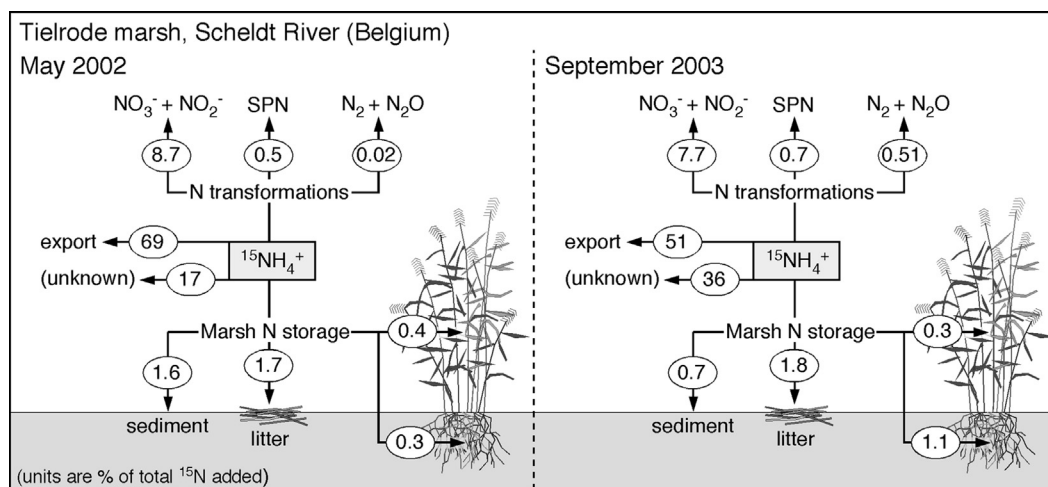 Tielrode marsh, Scheldt River (Belgium)
May 2002
NO₃⁻ + NO₂⁻ SPN N₂ + N₂O
8.7 0.5 0.02
N transformations
export 69
¹⁵NH₄⁺
(unknown) 17
Marsh N storage 0.4
1.6 1.7
sediment litter 0.3
(units are % of total ¹⁵N added)
September 2003
NO₃⁻ + NO₂⁻ SPN N₂ + N₂O
7.7 0.7 0.51
N transformations
export 51
¹⁵NH₄⁺
(unknown) 36
Marsh N storage 0.3
0.7 1.8
sediment litter 1.1